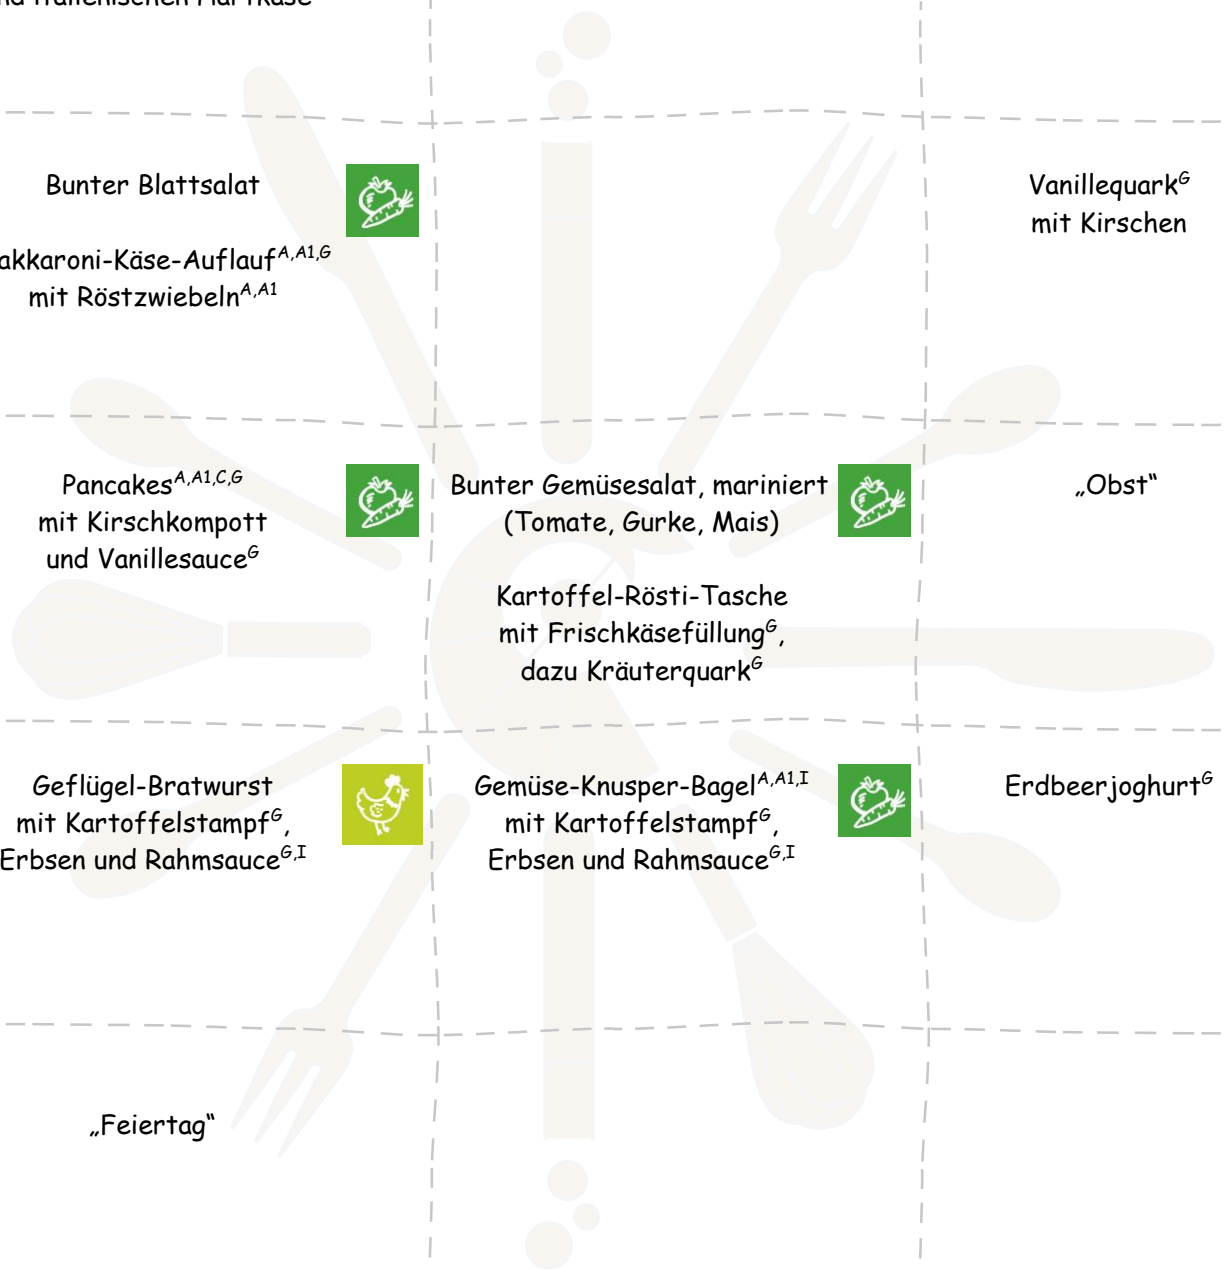 Bunter Blattsalat
akkaroni-Käse-Auflauf^A,A1,G
mit Röstzwiebeln^A,A1
Vanillequark^G
mit Kirschen
Pancakes^A,A1,C,G
mit Kirschkompott
und Vanillesauce^G
Bunter Gemüsesalat, mariniert
(Tomate, Gurke, Mais)
Kartoffel-Rösti-Tasche
mit Frischkäsefüllung^G,
dazu Kräuterquark^G
„Obst“
Geflügel-Bratwurst
mit Kartoffelstampf^G,
Erbsen und Rahmsauce^G,I
Gemüse-Knusper-Bagel^A,A1,I
mit Kartoffelstampf^G,
Erbsen und Rahmsauce^G,I
Erdbeerjoghurt^G
„Feiertag“